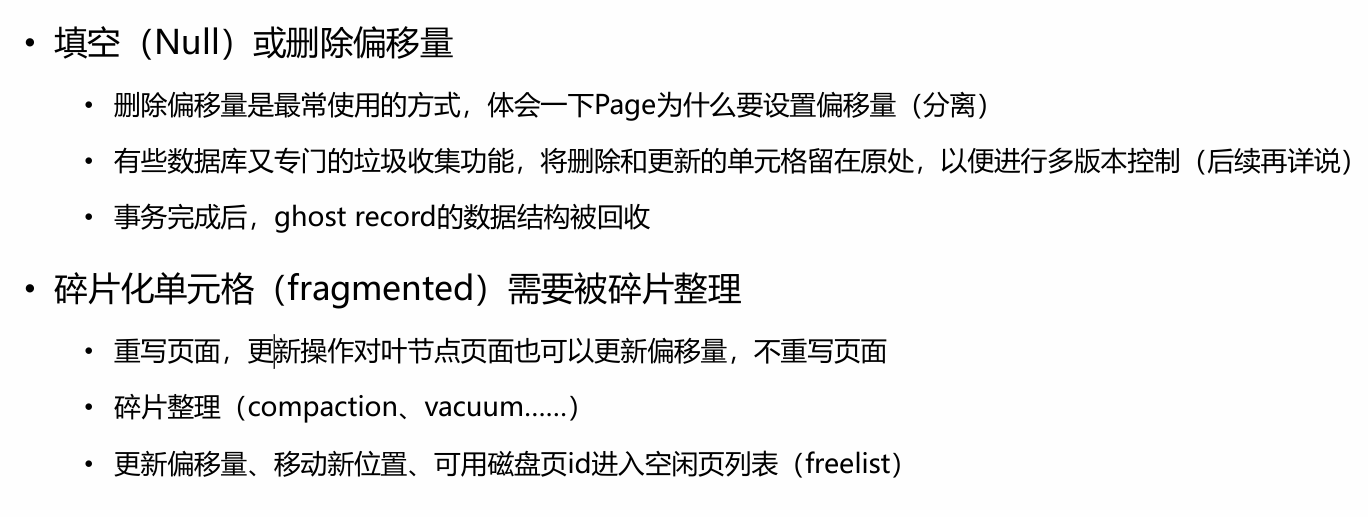 • 填空（Null）或删除偏移量
• 删除偏移量是最常使用的方式，体会一下Page为什么要设置偏移量（分离）
• 有些数据库又专门的垃圾收集功能，将删除和更新的单元格留在原处，以便进行多版本控制（后续再详说）
• 事务完成后，ghost record的数据结构被回收
• 碎片化单元格（fragmented）需要被碎片整理
• 重写页面，更新操作对叶节点页面也可以更新偏移量，不重写页面
• 碎片整理（compaction、vacuum……）
• 更新偏移量、移动新位置、可用磁盘页id进入空闲页列表（freelist）